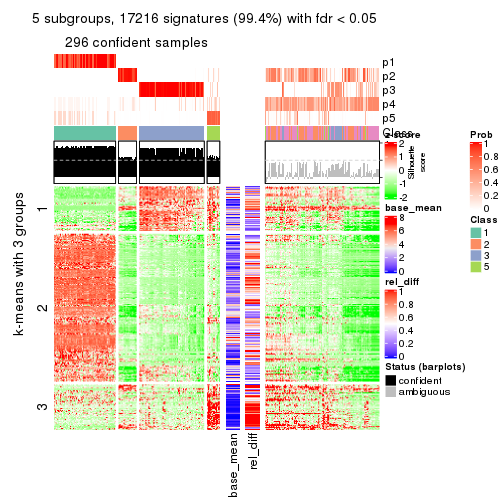 5 subgroups, 17216 signatures (99.4%) with fdr < 0.05
296 confident samples
p1
p2
p3
p4
p5
Class
z-score
2
1
0
-1
-2
Silhouette
score
1
0
Prob
1
0.8
0.6
0.4
0.2
0
base_mean
8
6
4
2
0
Class
1
2
3
5
rel_diff
1
0.8
0.6
0.4
0.2
0
Status (barplots)
confident
ambiguous
k-means with 3 groups
1
2
3
base_mean
rel_diff